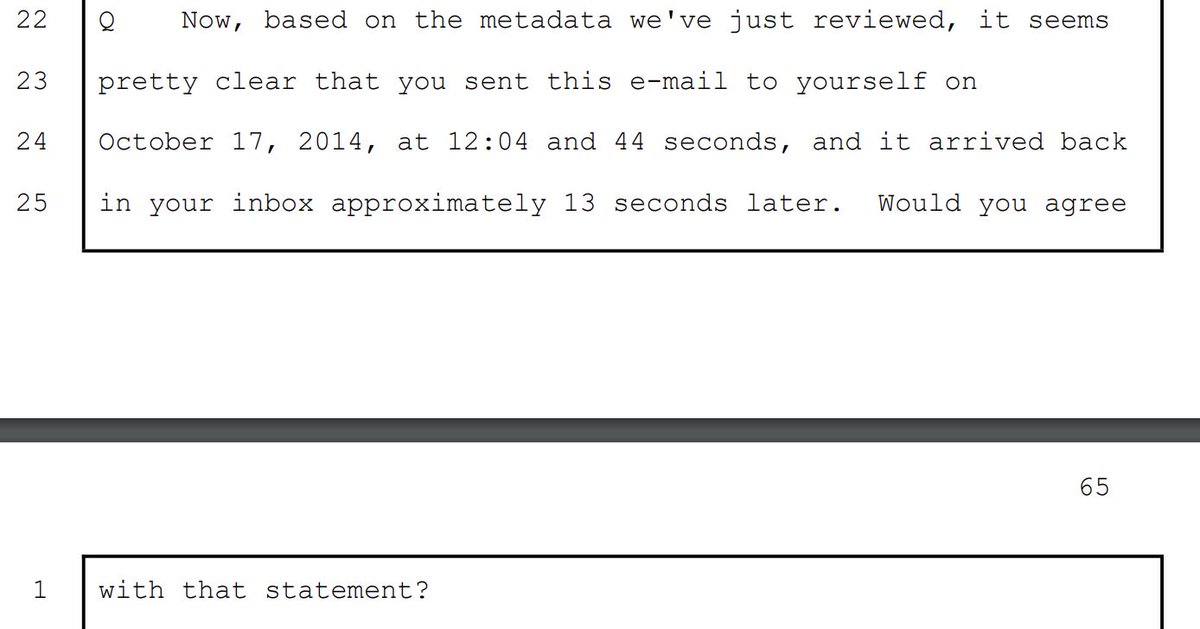 22 Q Now, based on the metadata we've just reviewed, it seems
23 pretty clear that you sent this e-mail to yourself on
24 October 17, 2014, at 12:04 and 44 seconds, and it arrived back
25 in your inbox approximately 13 seconds later. Would you agree
65
1 with that statement?